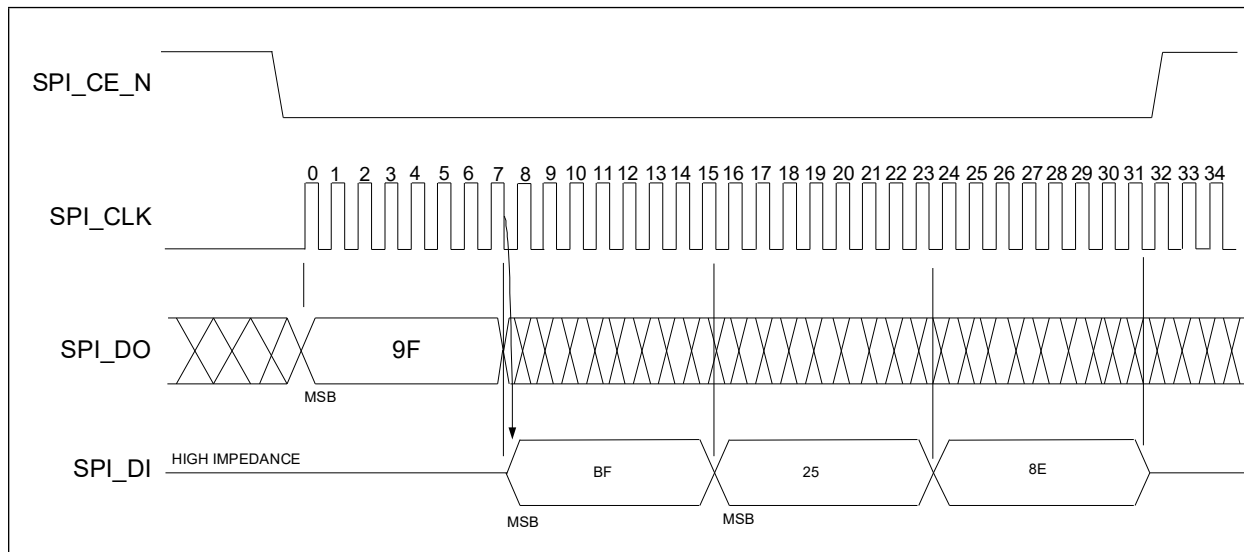 SPI_CE_N
0 1 2 3 4 5 6 7 8 9 10 11 12 13 14 15 16 17 18 19 20 21 22 23 24 25 26 27 28 29 30 31 32 33 34
SPI_CLK
SPI_DO
9F
MSB
SPI_DI
HIGH IMPEDANCE
BF
25
8E
MSB
MSB